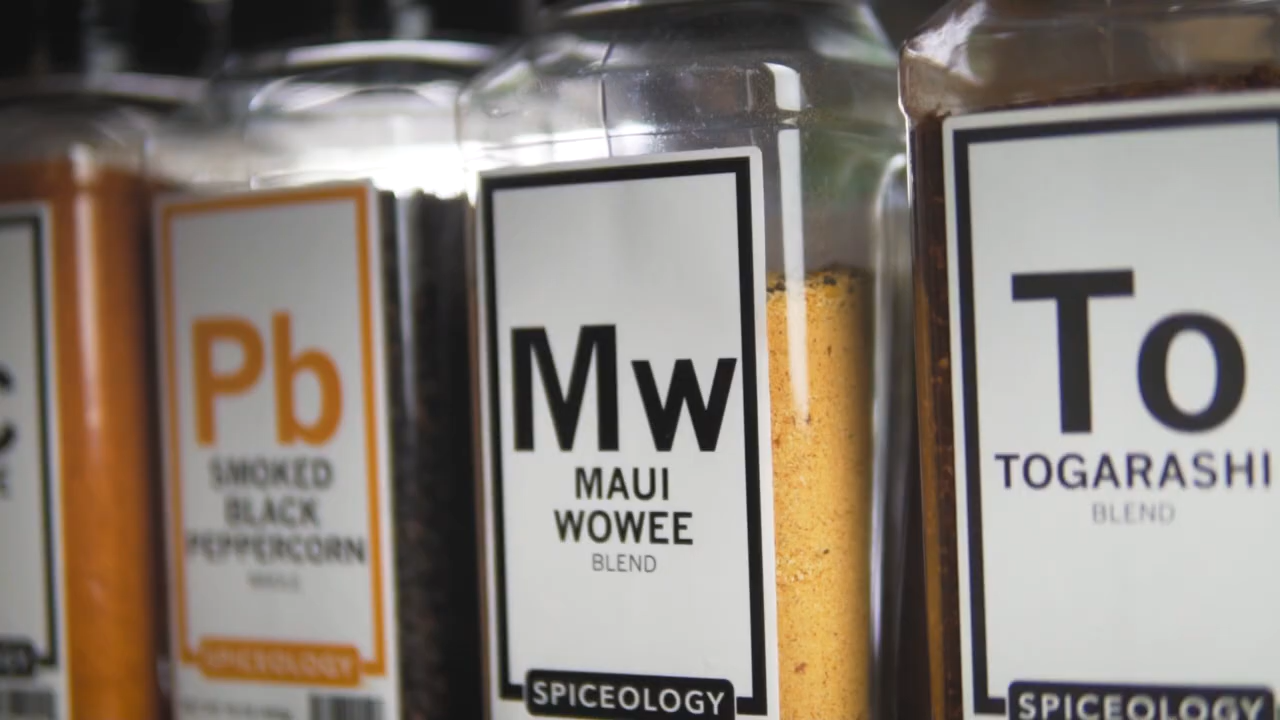 Pb
SMOKED
BLACK
PEPPERCORN
SPICEOLOGY
Mw
MAUI
WOWEE
BLEND
SPICEOLOGY
To
TOGARASHI
BLEND
SPICEOLOGY